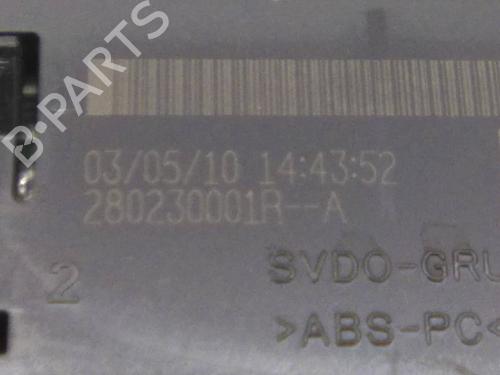 B-PARTS
03/05/10 14:43:52
280230001R--A
2
SVDO-GRU
>ABS-PC<